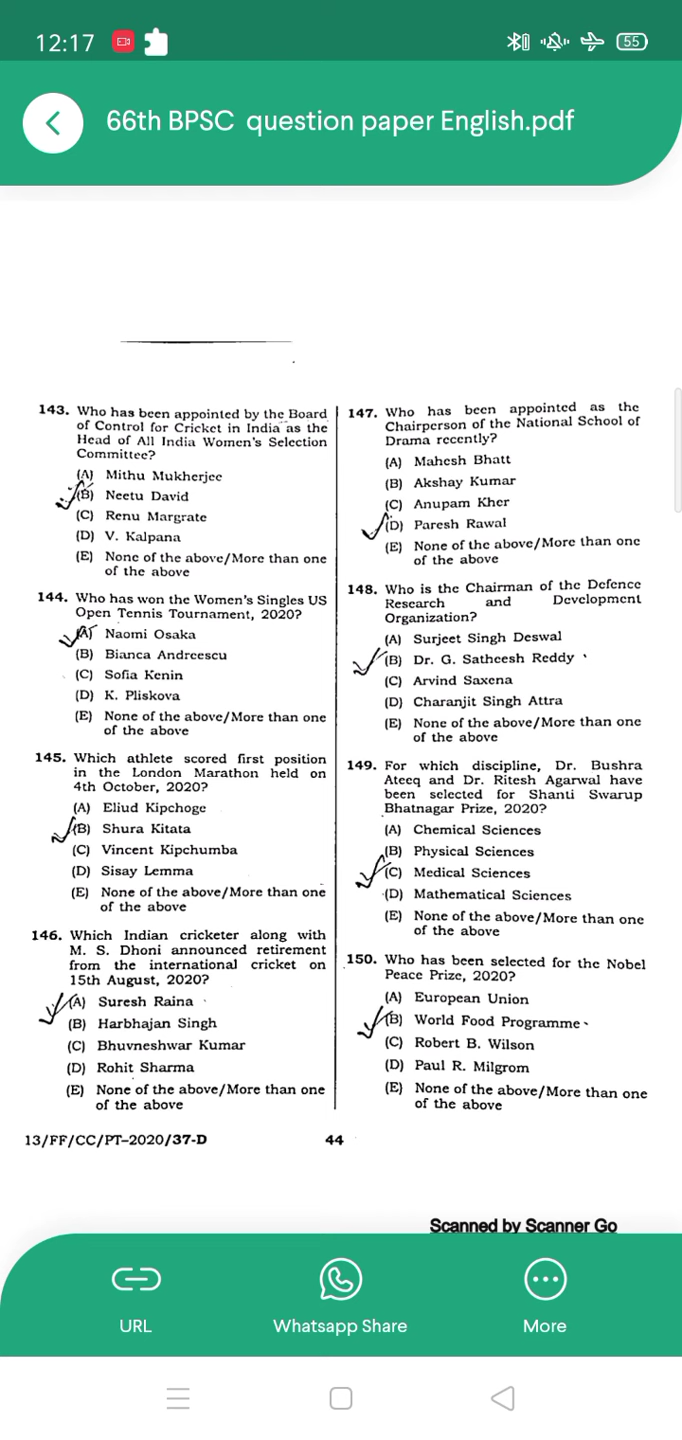 12:17
55
66th BPSC question paper English.pdf
143. Who has been appointed by the Board
of Control for Cricket in India as the
Head of All India Women's Selection
Committee?
(A) Mithu Mukherjee
(B) Neetu David
(C) Renu Margrate
(D) V. Kalpana
(E) None of the above/More than one
of the above
144. Who has won the Women's Singles US
Open Tennis Tournament, 2020?
(A) Naomi Osaka
(B) Bianca Andreescu
(C) Sofia Kenin
(D) K. Pliskova
(E) None of the above/More than one
of the above
145. Which athlete scored first position
in the London Marathon held on
4th October, 2020?
(A) Eliud Kipchoge
(B) Shura Kitata
(C) Vincent Kipchumba
(D) Sisay Lemma
(E) None of the above/More than one
of the above
146. Which Indian cricketer along with
M. S. Dhoni announced retirement
from the international cricket on
15th August, 2020?
(A) Suresh Raina
(B) Harbhajan Singh
(C) Bhuvneshwar Kumar
(D) Rohit Sharma
(E) None of the above/More than one
of the above
147. Who has been appointed as the
Chairperson of the National School of
Drama recently?
(A) Mahesh Bhatt
(B) Akshay Kumar
(C) Anupam Kher
(D) Paresh Rawal
(E) None of the above/More than one
of the above
148. Who is the Chairman of the Defence
Research and Development
Organization?
(A) Surjeet Singh Deswal
(B) Dr. G. Satheesh Reddy
(C) Arvind Saxena
(D) Charanjit Singh Attra
(E) None of the above/More than one
of the above
149. For which discipline, Dr. Bushra
Ateeq and Dr. Ritesh Agarwal have
been selected for Shanti Swarup
Bhatnagar Prize, 2020?
(A) Chemical Sciences
(B) Physical Sciences
(C) Medical Sciences
(D) Mathematical Sciences
(E) None of the above/More than one
of the above
150. Who has been selected for the Nobel
Peace Prize, 2020?
(A) European Union
(B) World Food Programme
(C) Robert B. Wilson
(D) Paul R. Milgrom
(E) None of the above/More than one
of the above
13/FF/CC/PT-2020/37-D
44
Scanned by Scanner Go
URL
Whatsapp Share
More